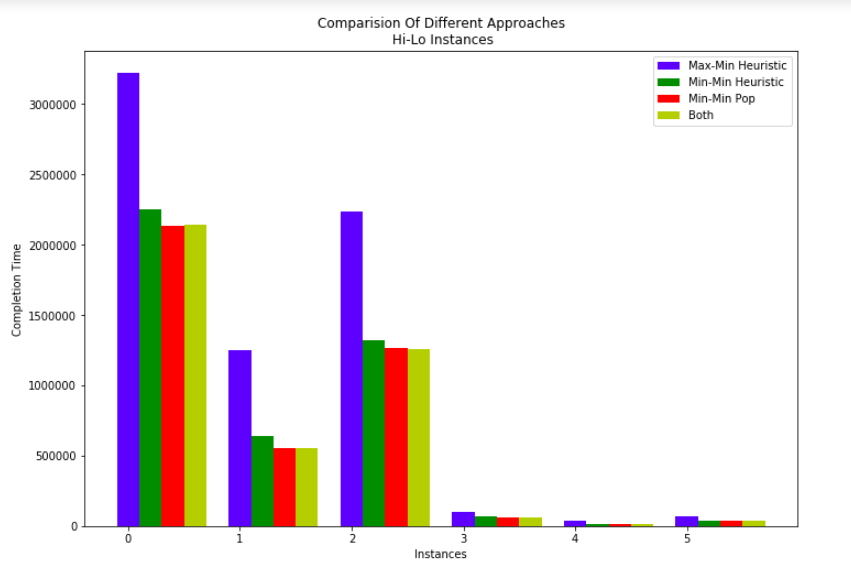 Comparision Of Different Approaches
Hi-Lo Instances
Max-Min Heuristic
Min-Min Heuristic
Min-Min Pop
Both
Completion Time
3000000
2500000
2000000
1500000
1000000
500000
0
0 1 2 3 4 5
Instances